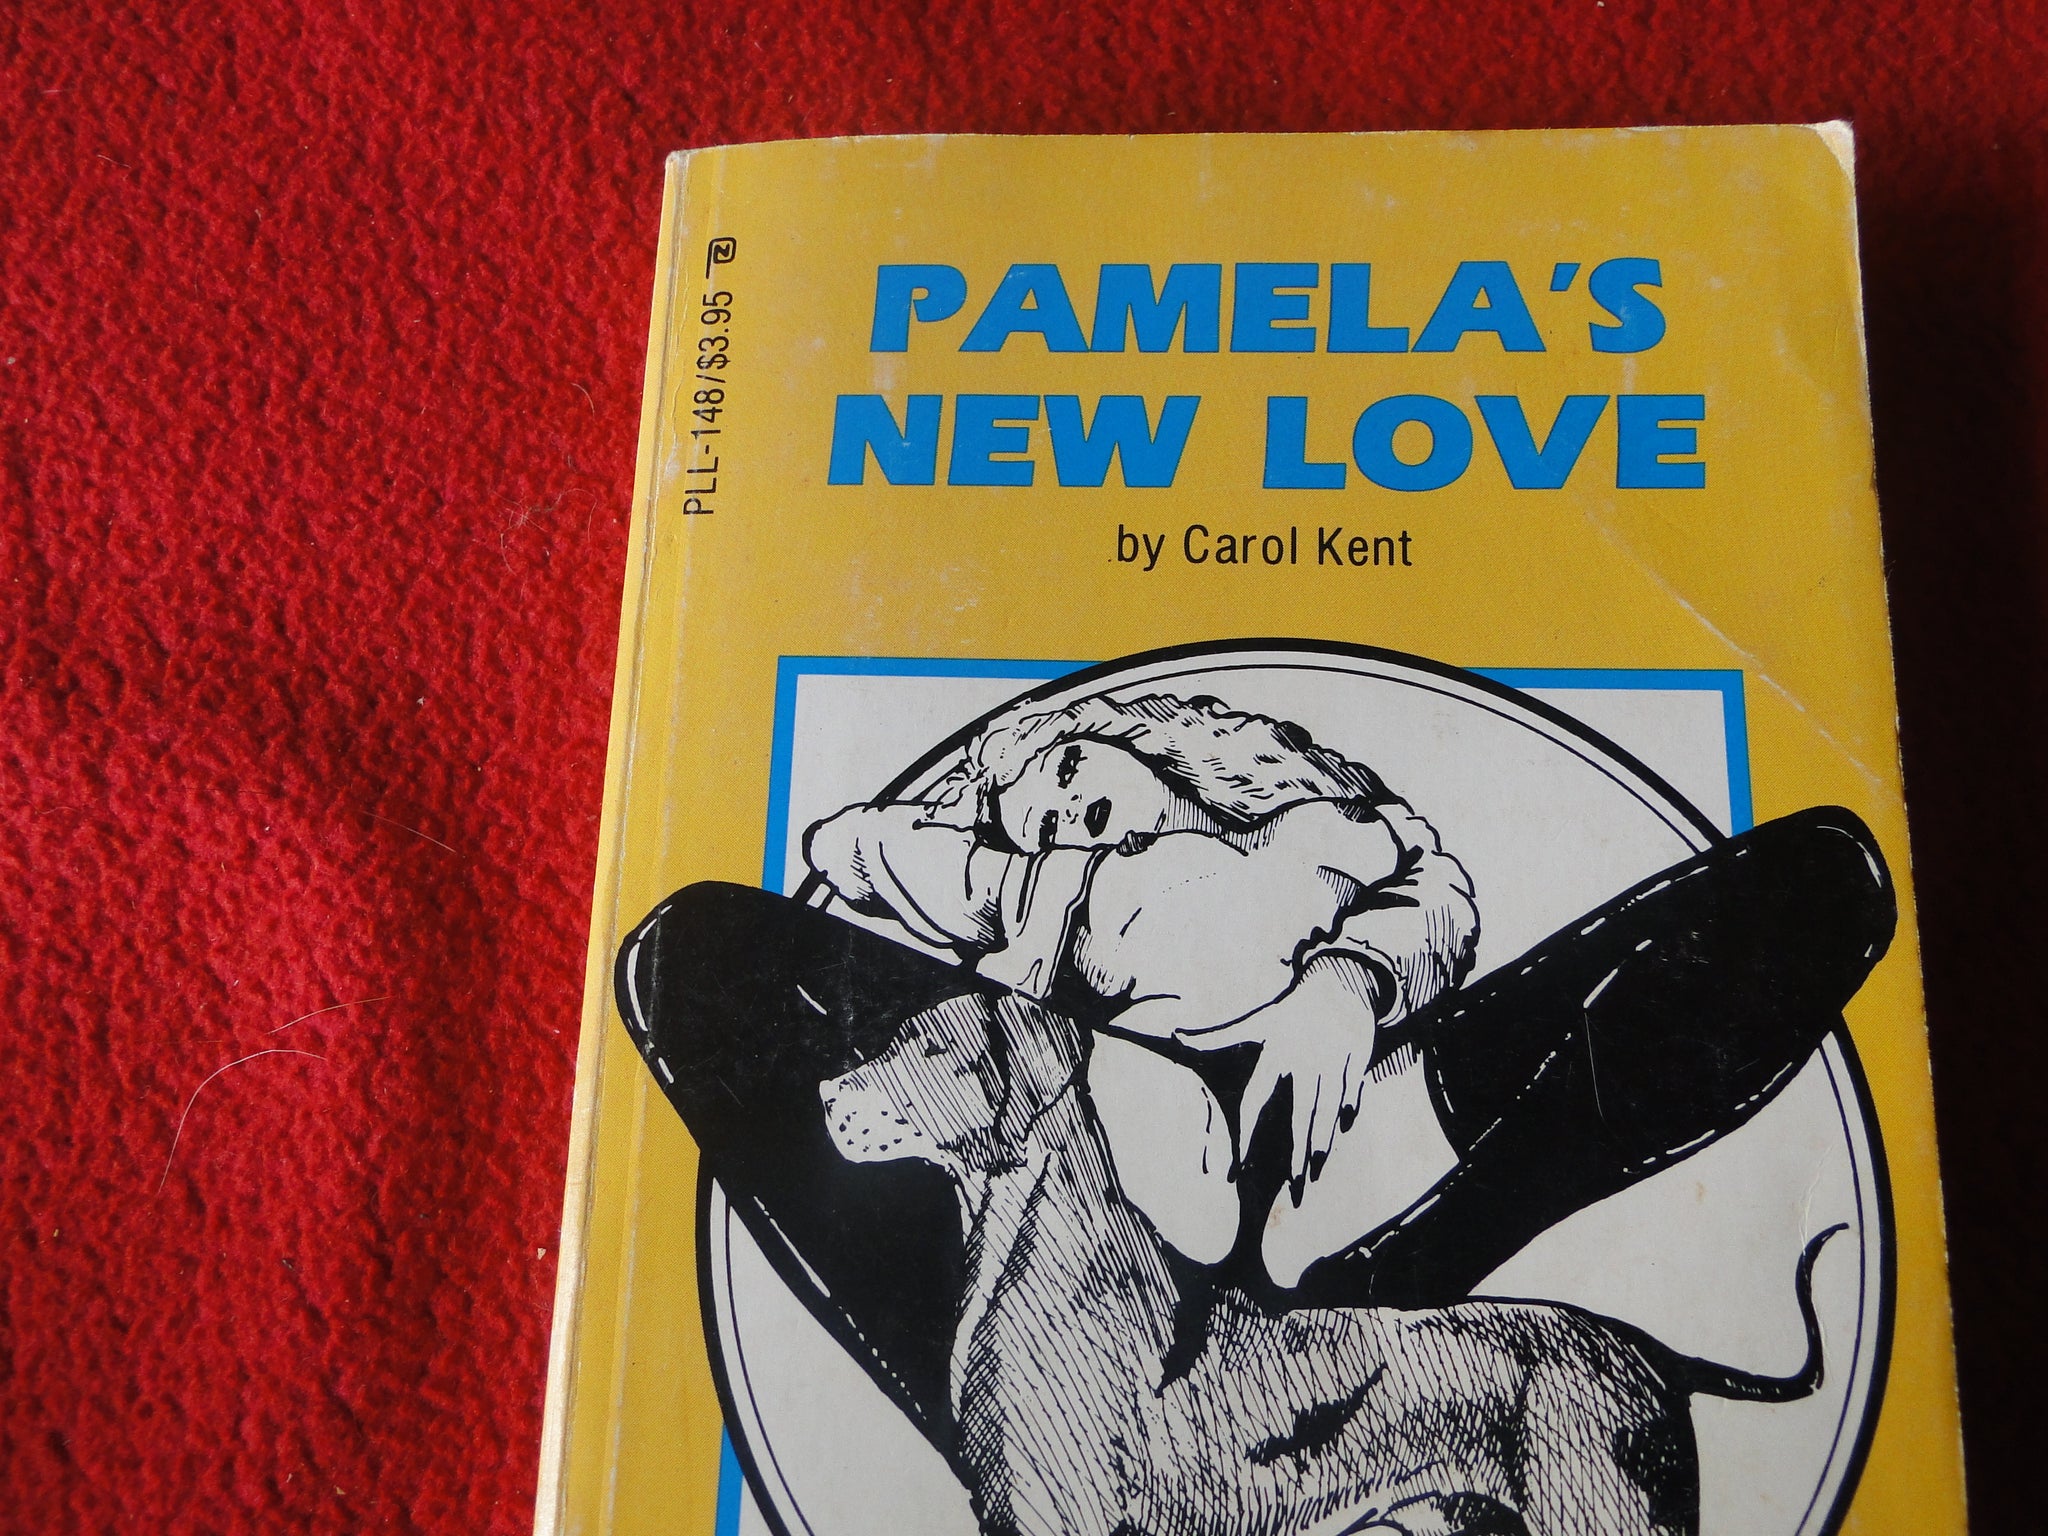 PLL-148/$3.95
PAMELA'S
NEW LOVE
by Carol Kent